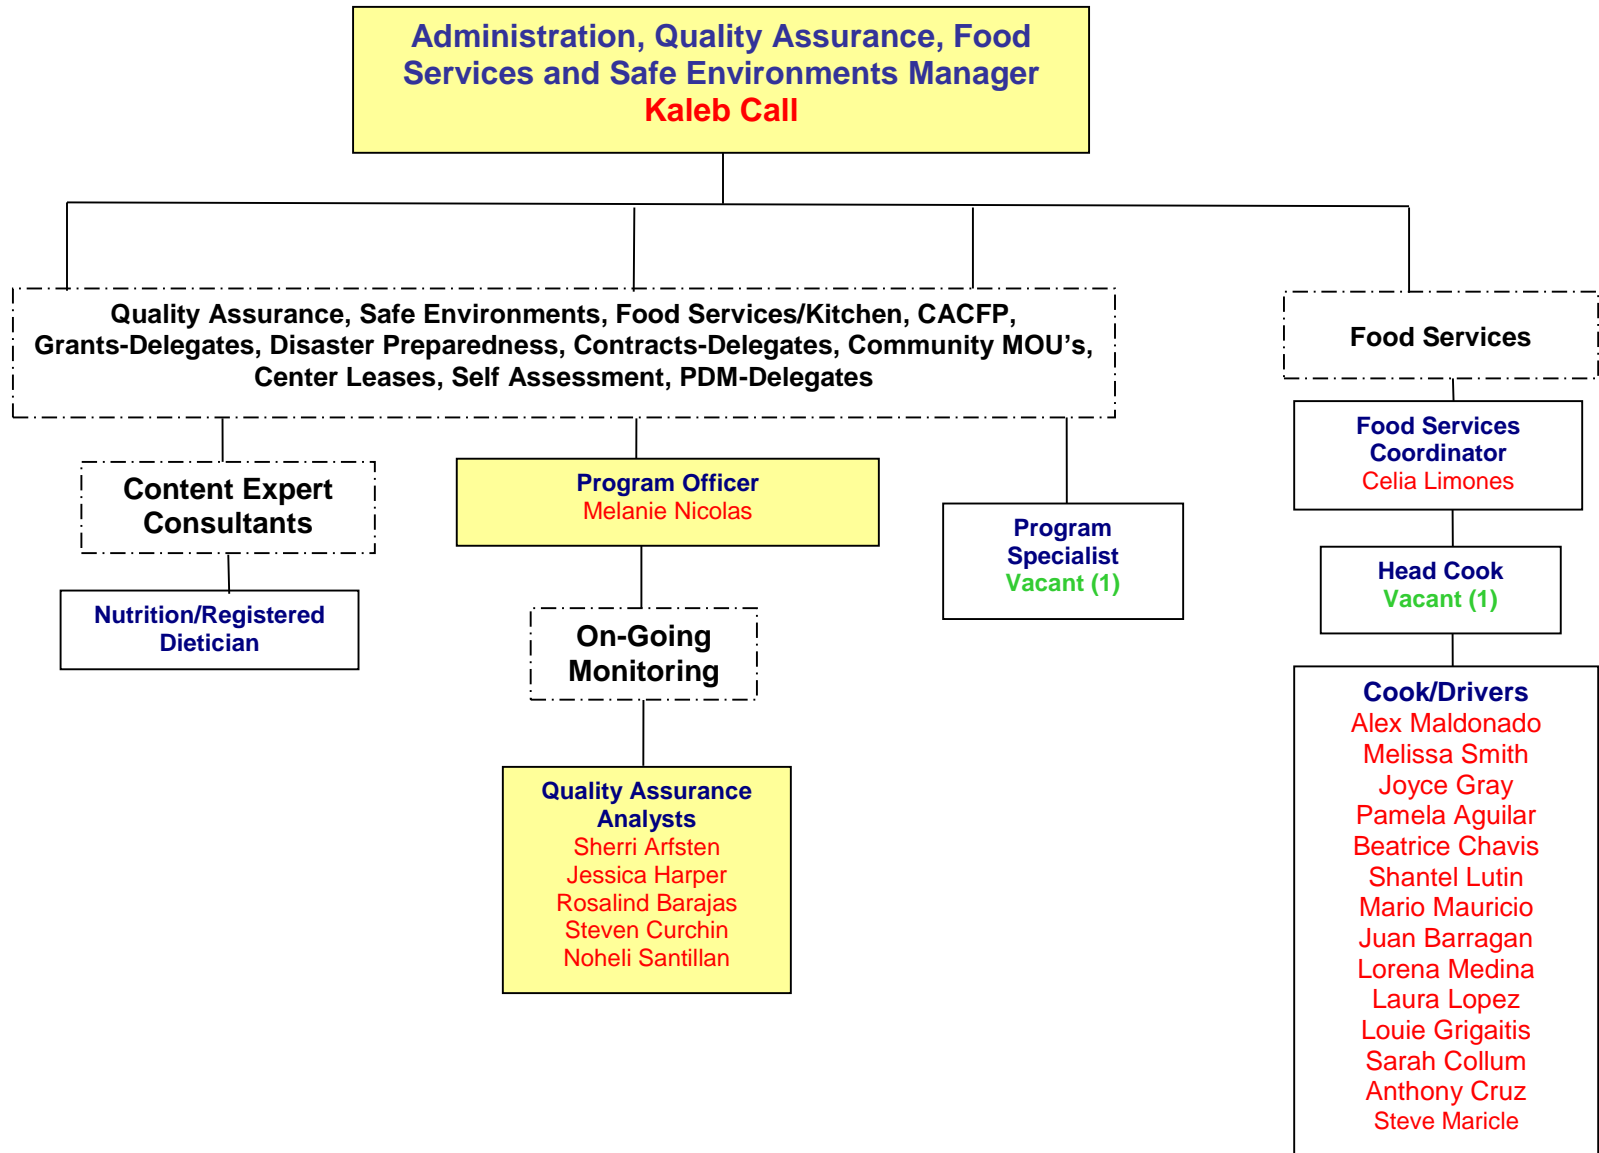 Administration, Quality Assurance, Food
Services and Safe Environments Manager
Kaleb Call
Quality Assurance, Safe Environments, Food Services/Kitchen, CACFP,
Grants-Delegates, Disaster Preparedness, Contracts-Delegates, Community MOU’s,
Center Leases, Self Assessment, PDM-Delegates
Food Services
Content Expert
Consultants
Nutrition/Registered
Dietician
Program Officer
Melanie Nicolas
On-Going
Monitoring
Quality Assurance
Analysts
Sherri Arfsten
Jessica Harper
Rosalind Barajas
Steven Curchin
Noheli Santillan
Program
Specialist
Vacant (1)
Food Services
Coordinator
Celia Limones
Head Cook
Vacant (1)
Cook/Drivers
Alex Maldonado
Melissa Smith
Joyce Gray
Pamela Aguilar
Beatrice Chavis
Shantel Lutin
Mario Mauricio
Juan Barragan
Lorena Medina
Laura Lopez
Louie Grigaitis
Sarah Collum
Anthony Cruz
Steve Maricle